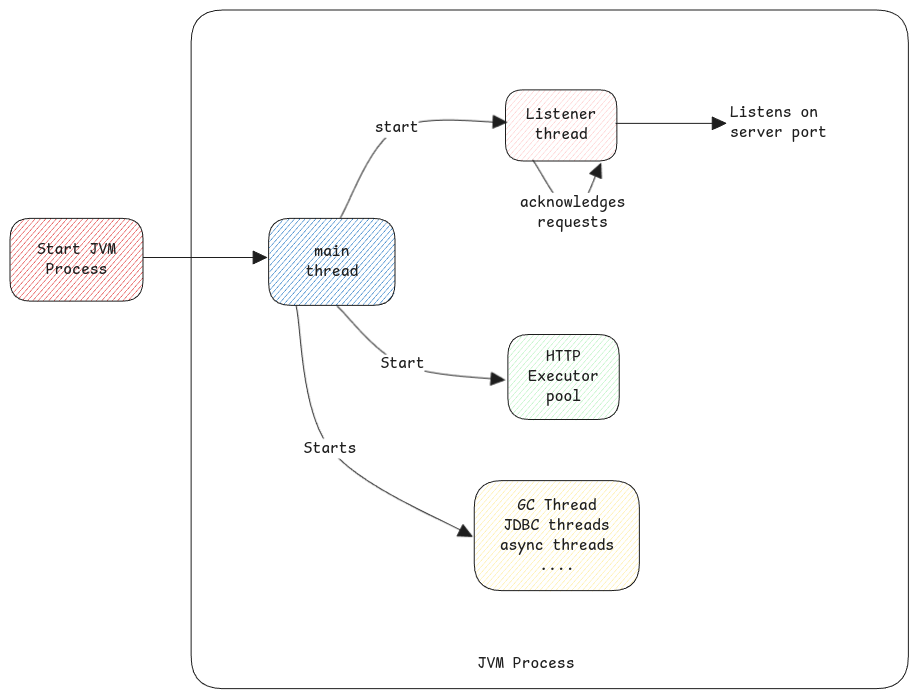 Listens on
server port
Listener
thread
start
acknowledges
requests
Start JVM
Process
main
thread
HTTP
Executor
pool
Start
Starts
GC Thread
JDBC threads
async threads
....
JVM Process